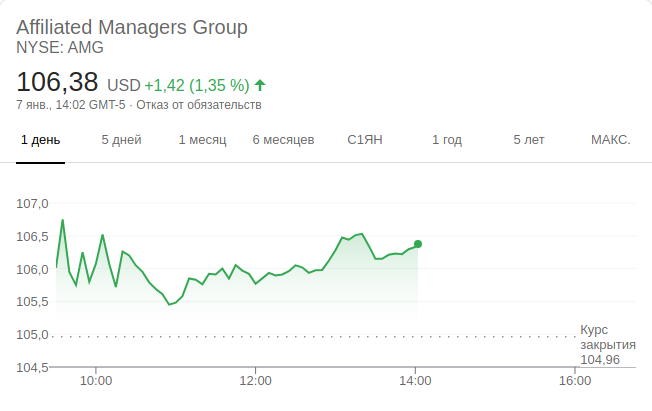 Affiliated Managers Group
NYSE: AMG
106,38 USD +1,42 (1,35 %)
7 янв., 14:02 GMT-5 · Отказ от обязательств
1 день 5 дней 1 месяц 6 месяцев С1ЯН 1 год 5 лет МАКС.
107,0
106,5
106,0
105,5
105,0
Курс
закрытия
104,96
104,5
10:00 12:00 14:00 16:00